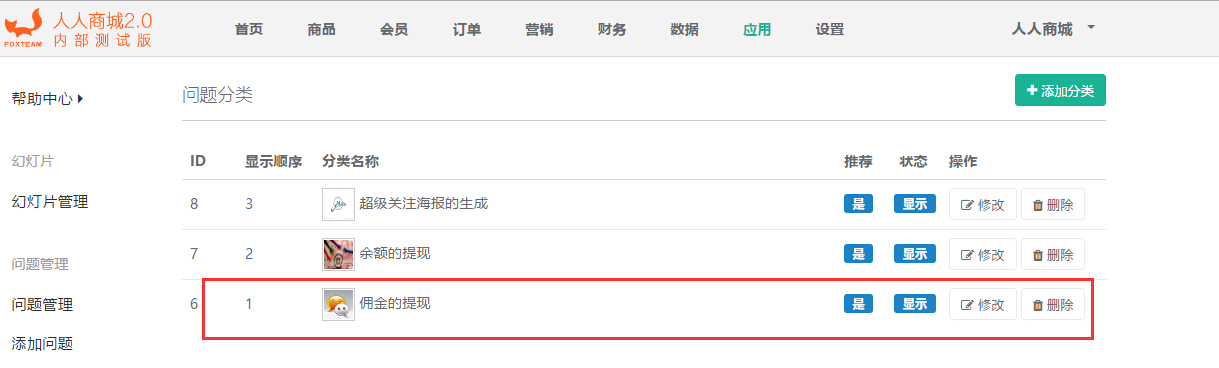 人人商城2.0
内部测试版
FOXTEAM
首页 商品 会员 订单 营销 财务 数据 应用 设置 人人商城
帮助中心
幻灯片
幻灯片管理
问题管理
问题管理
添加问题
问题分类 添加分类
ID 显示顺序 分类名称 推荐 状态 操作
8 3 超级关注海报的生成 是 显示 修改 删除
7 2 余额的提现 是 显示 修改 删除
6 1 佣金的提现 是 显示 修改 删除